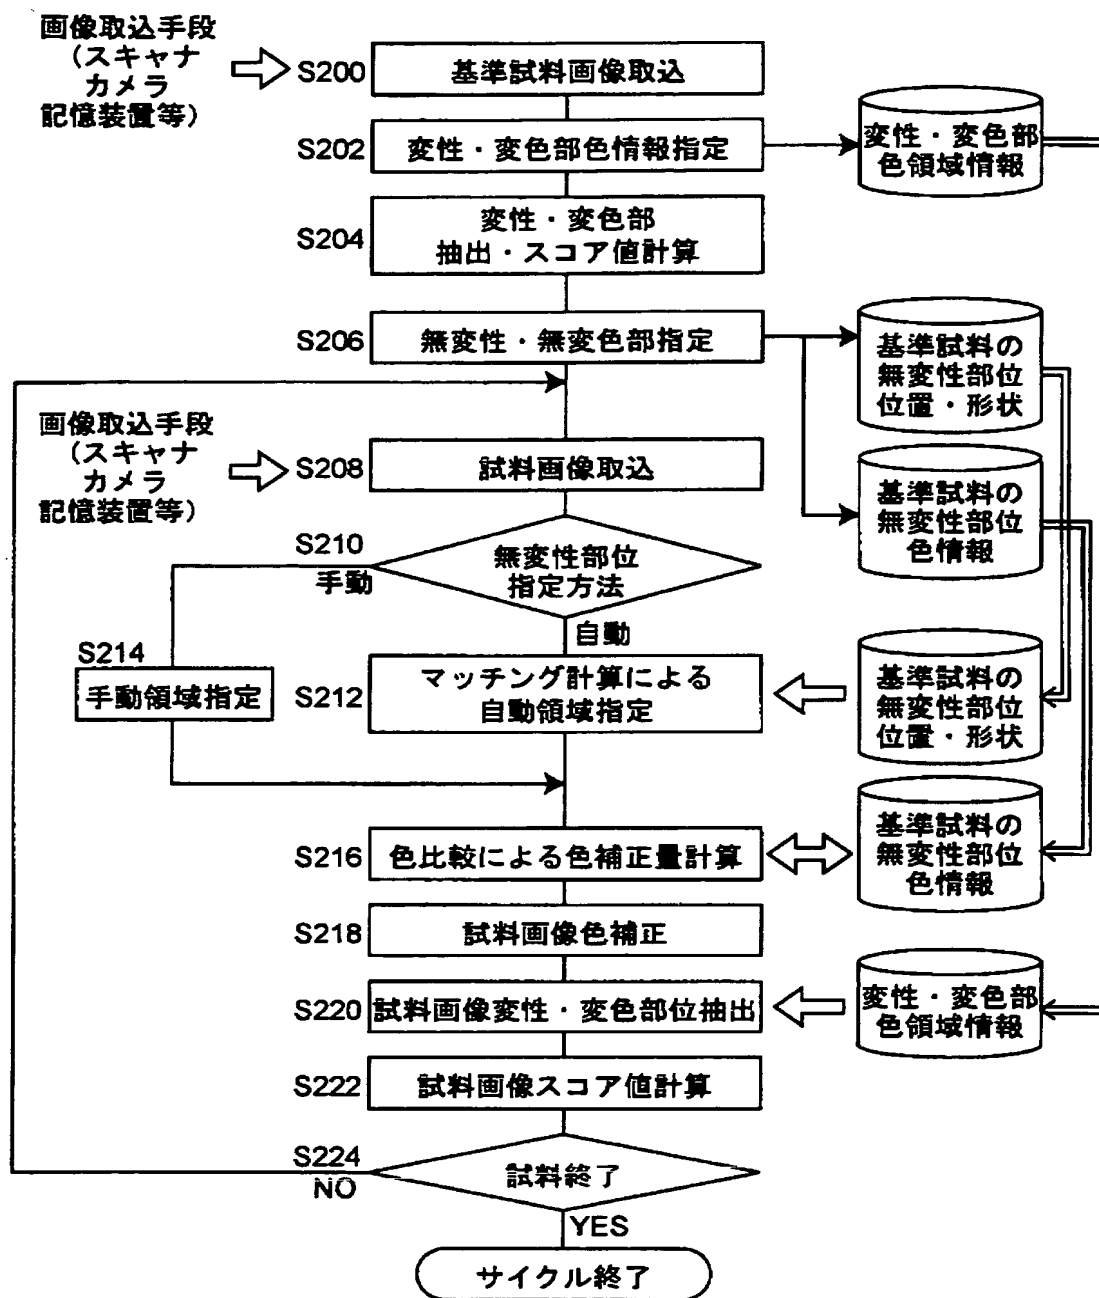 画像取込手段
（スキャナ
カメラ
記憶装置等）
S200
基準試料画像取込
S202
変性・変色部色情報指定
変性・変色部
色領域情報
S204
変性・変色部
抽出・スコア値計算
S206
無変性・無変色部指定
基準試料の
無変性部位
位置・形状
画像取込手段
（スキャナ
カメラ
記憶装置等）
S208
試料画像取込
基準試料の
無変性部位
色情報
S210
手動
無変性部位
指定方法
自動
S214
手動領域指定
S212
マッチング計算による
自動領域指定
基準試料の
無変性部位
位置・形状
S216
色比較による色補正量計算
基準試料の
無変性部位
色情報
S218
試料画像色補正
S220
試料画像変性・変色部位抽出
変性・変色部
色領域情報
S222
試料画像スコア値計算
S224
NO
試料終了
YES
サイクル終了